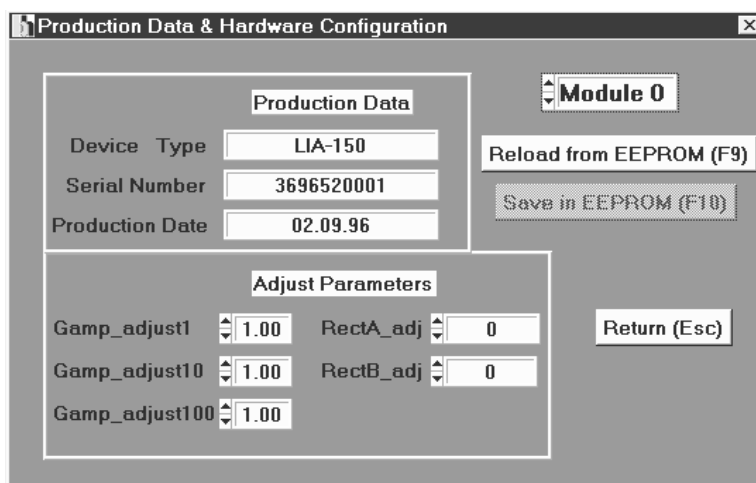 Production Data & Hardware Configuration
Production Data
Module 0
Device Type LIA-150
Reload from EEPROM (F9)
Serial Number 3696520001
Save in EEPROM (F10)
Production Date 02.09.96
Adjust Parameters
Gamp_adjust1 1.00 RectA_adj 0
Return (Esc)
Gamp_adjust10 1.00 RectB_adj 0
Gamp_adjust100 1.00